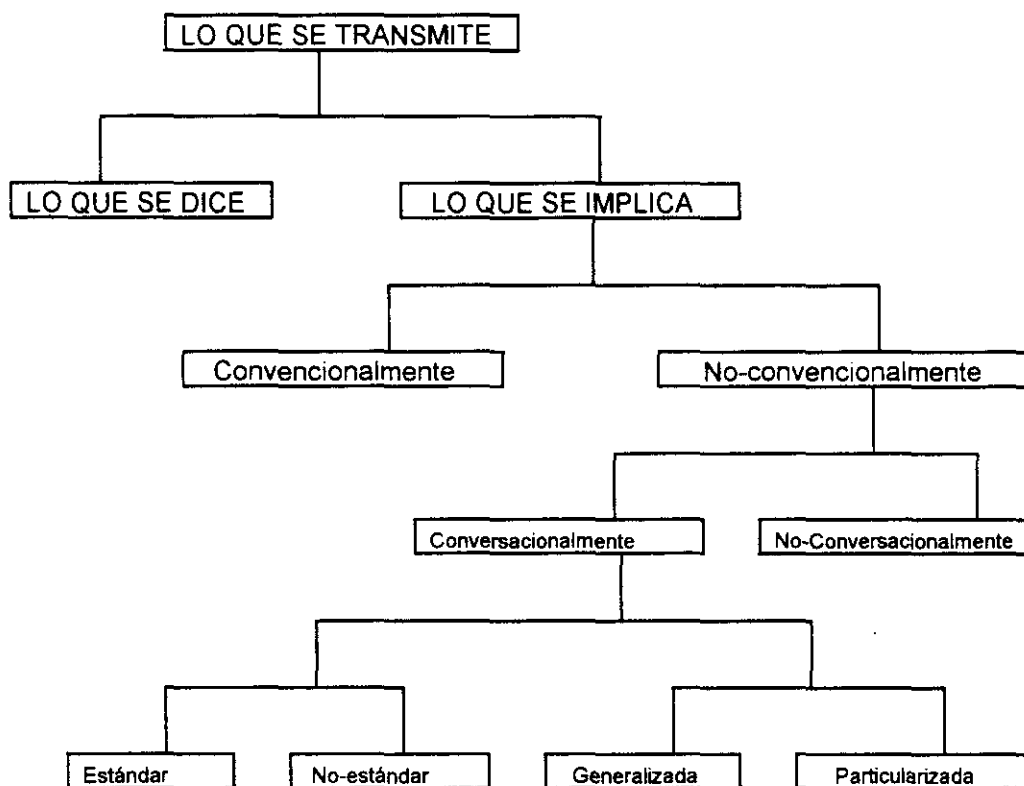 LO QUE SE TRANSMITE
LO QUE SE DICE
LO QUE SE IMPLICA
Convencionalmente
No-convencionalmente
Conversacionalmente
No-Conversacionalmente
Estándar
No-estándar
Generalizada
Particularizada